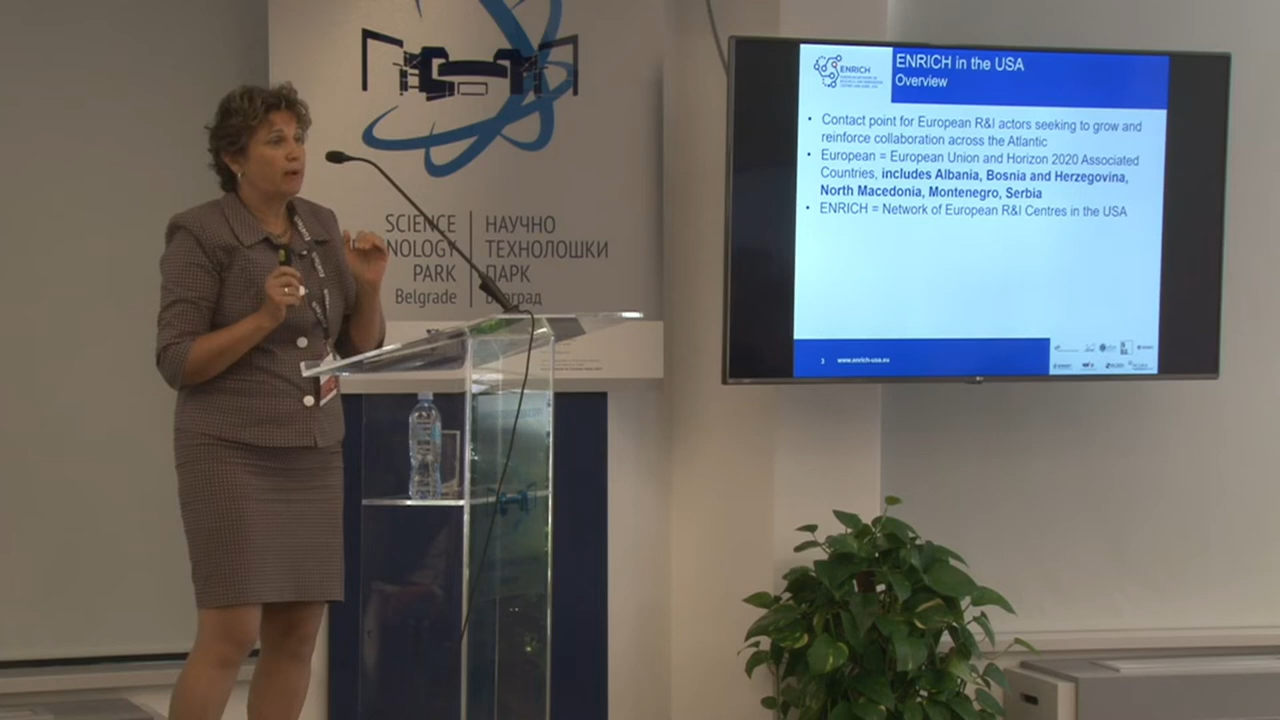 SCIENCE
NOLOGY
PARK
Belgrade
НАУЧНО
ТЕХНОЛОШКИ
ПАРК
ENRICH
ENRICH in the USA
Overview
• Contact point for European R&I actors seeking to grow and
reinforce collaboration across the Atlantic
• European = European Union and Horizon 2020 Associated
Countries, includes Albania, Bosnia and Herzegovina,
North Macedonia, Montenegro, Serbia
• ENRICH = Network of European R&I Centres in the USA
3 www.enrich-usa.eu